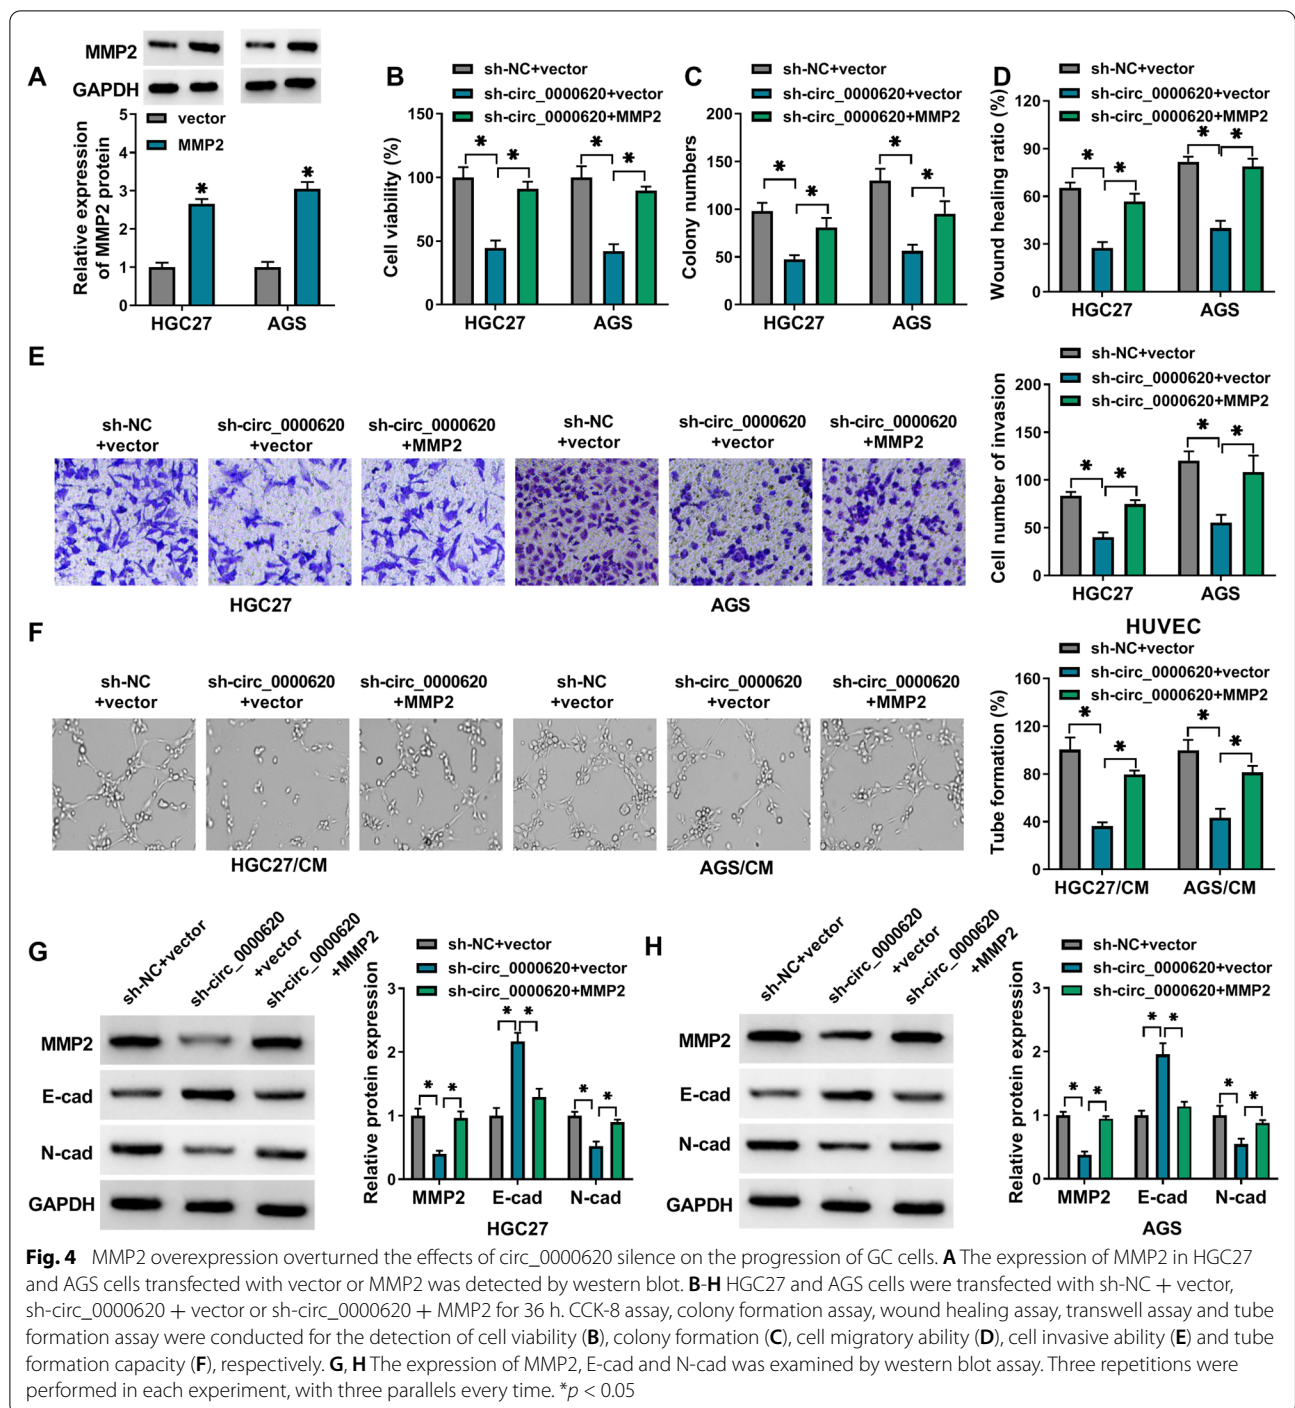 A
MMP2
GAPDH
vector
MMP2
Relative expression
of MMP2 protein
5
4
3
2
1
0
*
*
HGC27
AGS
B
sh-NC+vector
sh-circ_0000620+vector
sh-circ_0000620+MMP2
Cell viability (%)
150
100
50
0
* *
* *
HGC27
AGS
C
sh-NC+vector
sh-circ_0000620+vector
sh-circ_0000620+MMP2
Colony numbers
200
150
100
50
0
* *
* *
HGC27
AGS
D
sh-NC+vector
sh-circ_0000620+vector
sh-circ_0000620+MMP2
Wound healing ratio (%)
120
90
60
30
0
* *
* *
HGC27
AGS
E
sh-NC
+vector
sh-circ_0000620
+vector
sh-circ_0000620
+MMP2
sh-NC
+vector
sh-circ_0000620
+vector
sh-circ_0000620
+MMP2
HGC27
AGS
sh-NC+vector
sh-circ_0000620+vector
sh-circ_0000620+MMP2
Cell number of invasion
200
150
100
50
0
* *
* *
HGC27
AGS
F
sh-NC
+vector
sh-circ_0000620
+vector
sh-circ_0000620
+MMP2
sh-NC
+vector
sh-circ_0000620
+vector
sh-circ_0000620
+MMP2
HGC27/CM
AGS/CM
HUVEC
sh-NC+vector
sh-circ_0000620+vector
sh-circ_0000620+MMP2
Tube formation (%)
160
120
80
40
0
* *
* *
HGC27/CM
AGS/CM
G
sh-NC+vector
sh-circ_0000620
+vector
sh-circ_0000620
+MMP2
MMP2
E-cad
N-cad
GAPDH
sh-NC+vector
sh-circ_0000620+vector
sh-circ_0000620+MMP2
Relative protein expression
3
2
1
0
* *
* *
* *
MMP2
E-cad
N-cad
HGC27
H
sh-NC+vector
sh-circ_0000620
+vector
sh-circ_0000620
+MMP2
MMP2
E-cad
N-cad
GAPDH
sh-NC+vector
sh-circ_0000620+vector
sh-circ_0000620+MMP2
Relative protein expression
3
2
1
0
* *
* *
* *
MMP2
E-cad
N-cad
AGS
Fig. 4 MMP2 overexpression overturned the effects of circ_0000620 silence on the progression of GC cells. A The expression of MMP2 in HGC27
and AGS cells transfected with vector or MMP2 was detected by western blot. B-H HGC27 and AGS cells were transfected with sh-NC + vector,
sh-circ_0000620 + vector or sh-circ_0000620 + MMP2 for 36 h. CCK-8 assay, colony formation assay, wound healing assay, transwell assay and tube
formation assay were conducted for the detection of cell viability (B), colony formation (C), cell migratory ability (D), cell invasive ability (E) and tube
formation capacity (F), respectively. G, H The expression of MMP2, E-cad and N-cad was examined by western blot assay. Three repetitions were
performed in each experiment, with three parallels every time. *p < 0.05